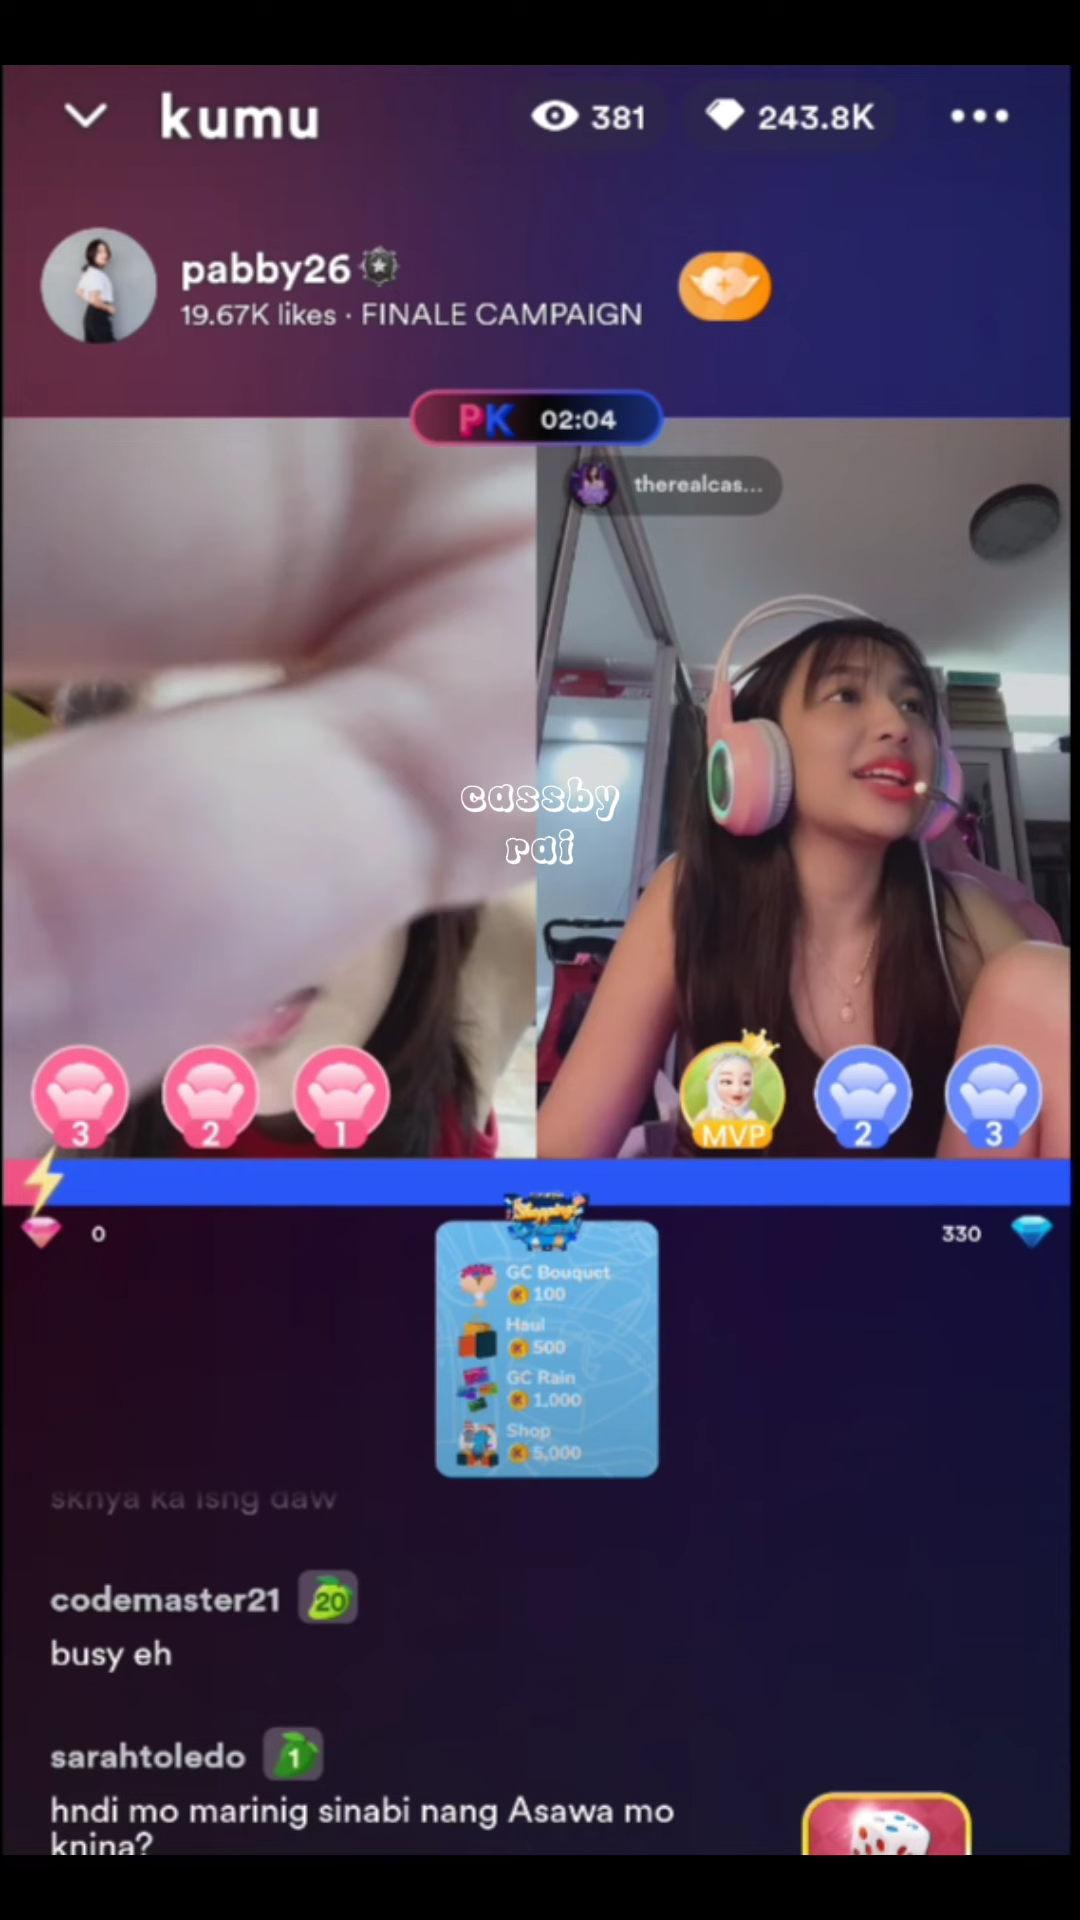 kumu
381
243.8K
pabby26
19.67K likes · FINALE CAMPAIGN
PK 02:04
therealcas...
cassby
rai
3
2
1
MVP
2
3
0
330
Shopping
GC Bouquet
100
Haul
500
GC Rain
1,000
Shop
5,000
sknya ka isng daw
codemaster21 20
busy eh
sarahtoledo 1
hndi mo marinig sinabi nang Asawa mo
knina?